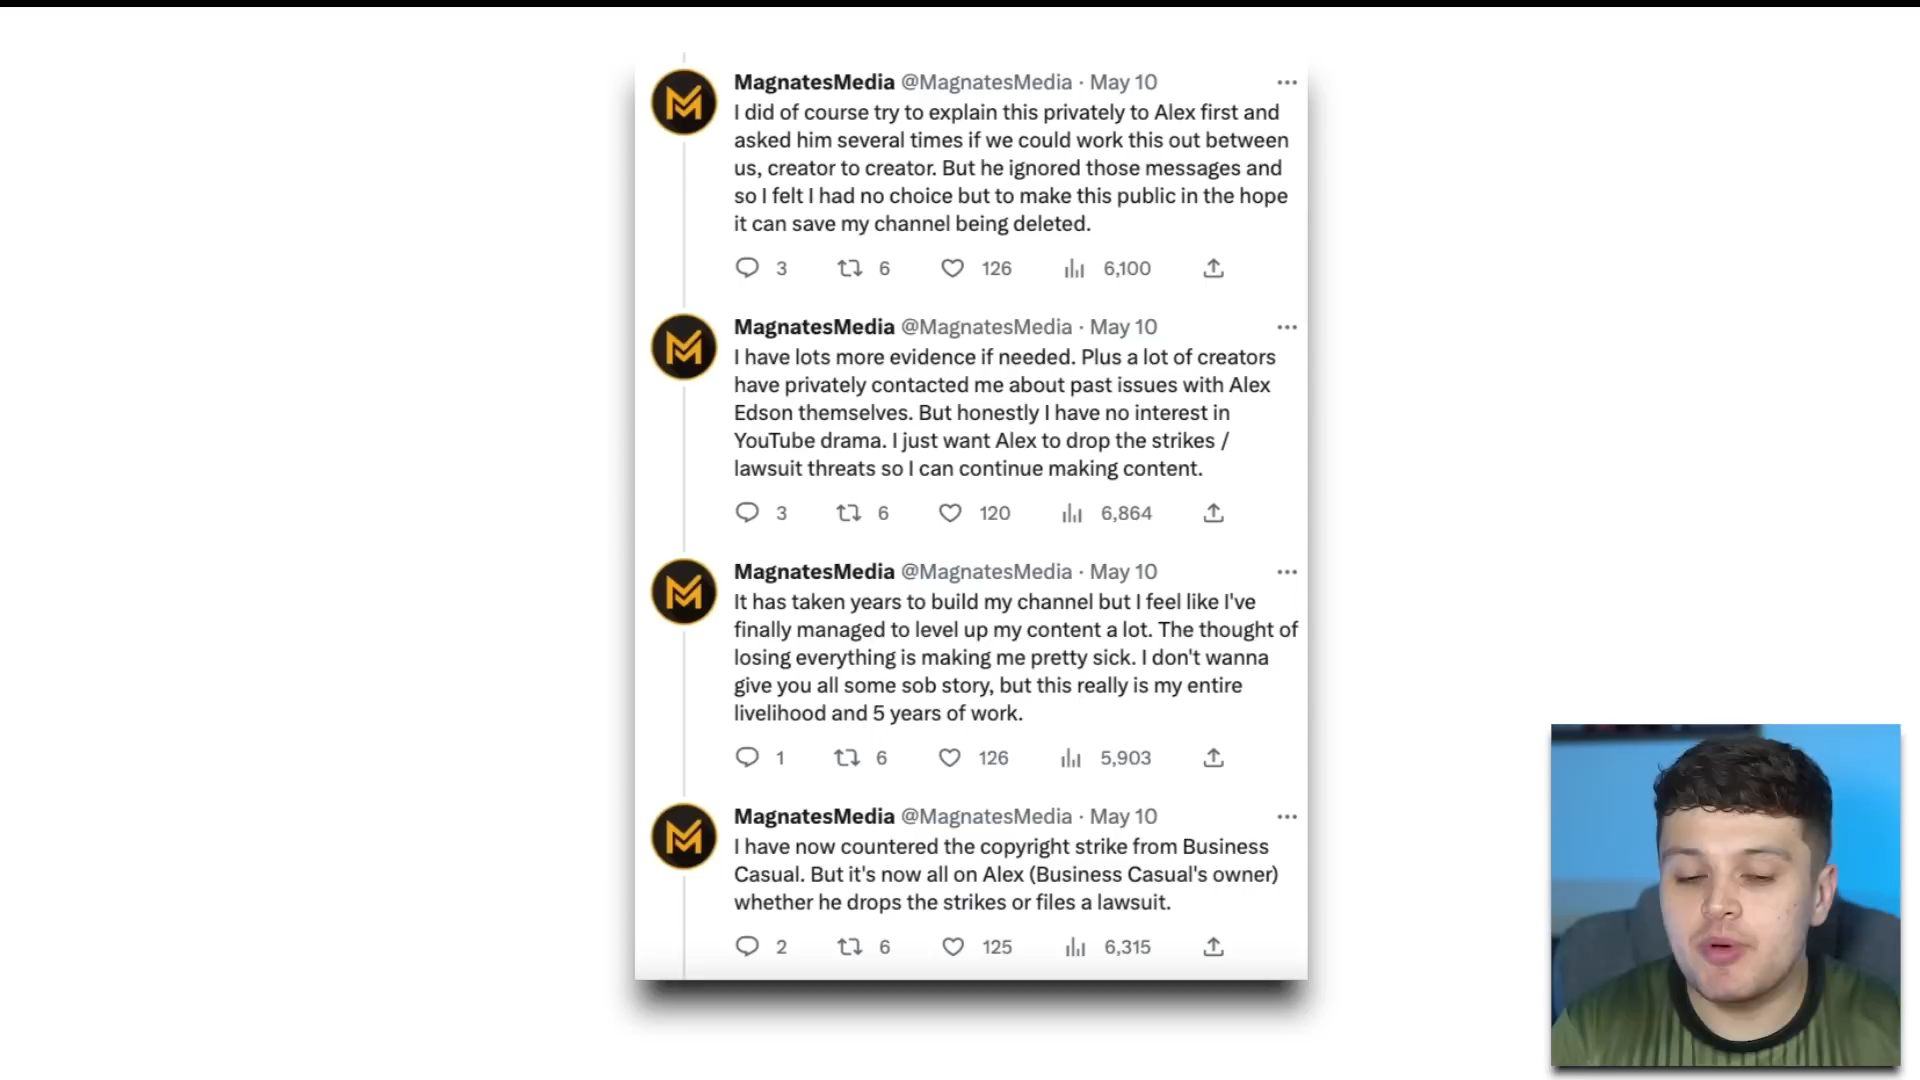 MagnatesMedia @MagnatesMedia · May 10
I did of course try to explain this privately to Alex first and
asked him several times if we could work this out between
us, creator to creator. But he ignored those messages and
so I felt I had no choice but to make this public in the hope
it can save my channel being deleted.
3 6 126 6,100
MagnatesMedia @MagnatesMedia · May 10
I have lots more evidence if needed. Plus a lot of creators
have privately contacted me about past issues with Alex
Edson themselves. But honestly I have no interest in
YouTube drama. I just want Alex to drop the strikes /
lawsuit threats so I can continue making content.
3 6 120 6,864
MagnatesMedia @MagnatesMedia · May 10
It has taken years to build my channel but I feel like I've
finally managed to level up my content a lot. The thought of
losing everything is making me pretty sick. I don't wanna
give you all some sob story, but this really is my entire
livelihood and 5 years of work.
1 6 126 5,903
MagnatesMedia @MagnatesMedia · May 10
I have now countered the copyright strike from Business
Casual. But it's now all on Alex (Business Casual's owner)
whether he drops the strikes or files a lawsuit.
2 6 125 6,315